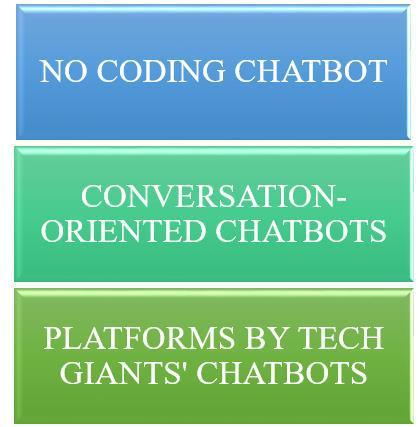 NO CODING CHATBOT
CONVERSATION-
ORIENTED CHATBOTS
PLATFORMS BY TECH
GIANTS' CHATBOTS